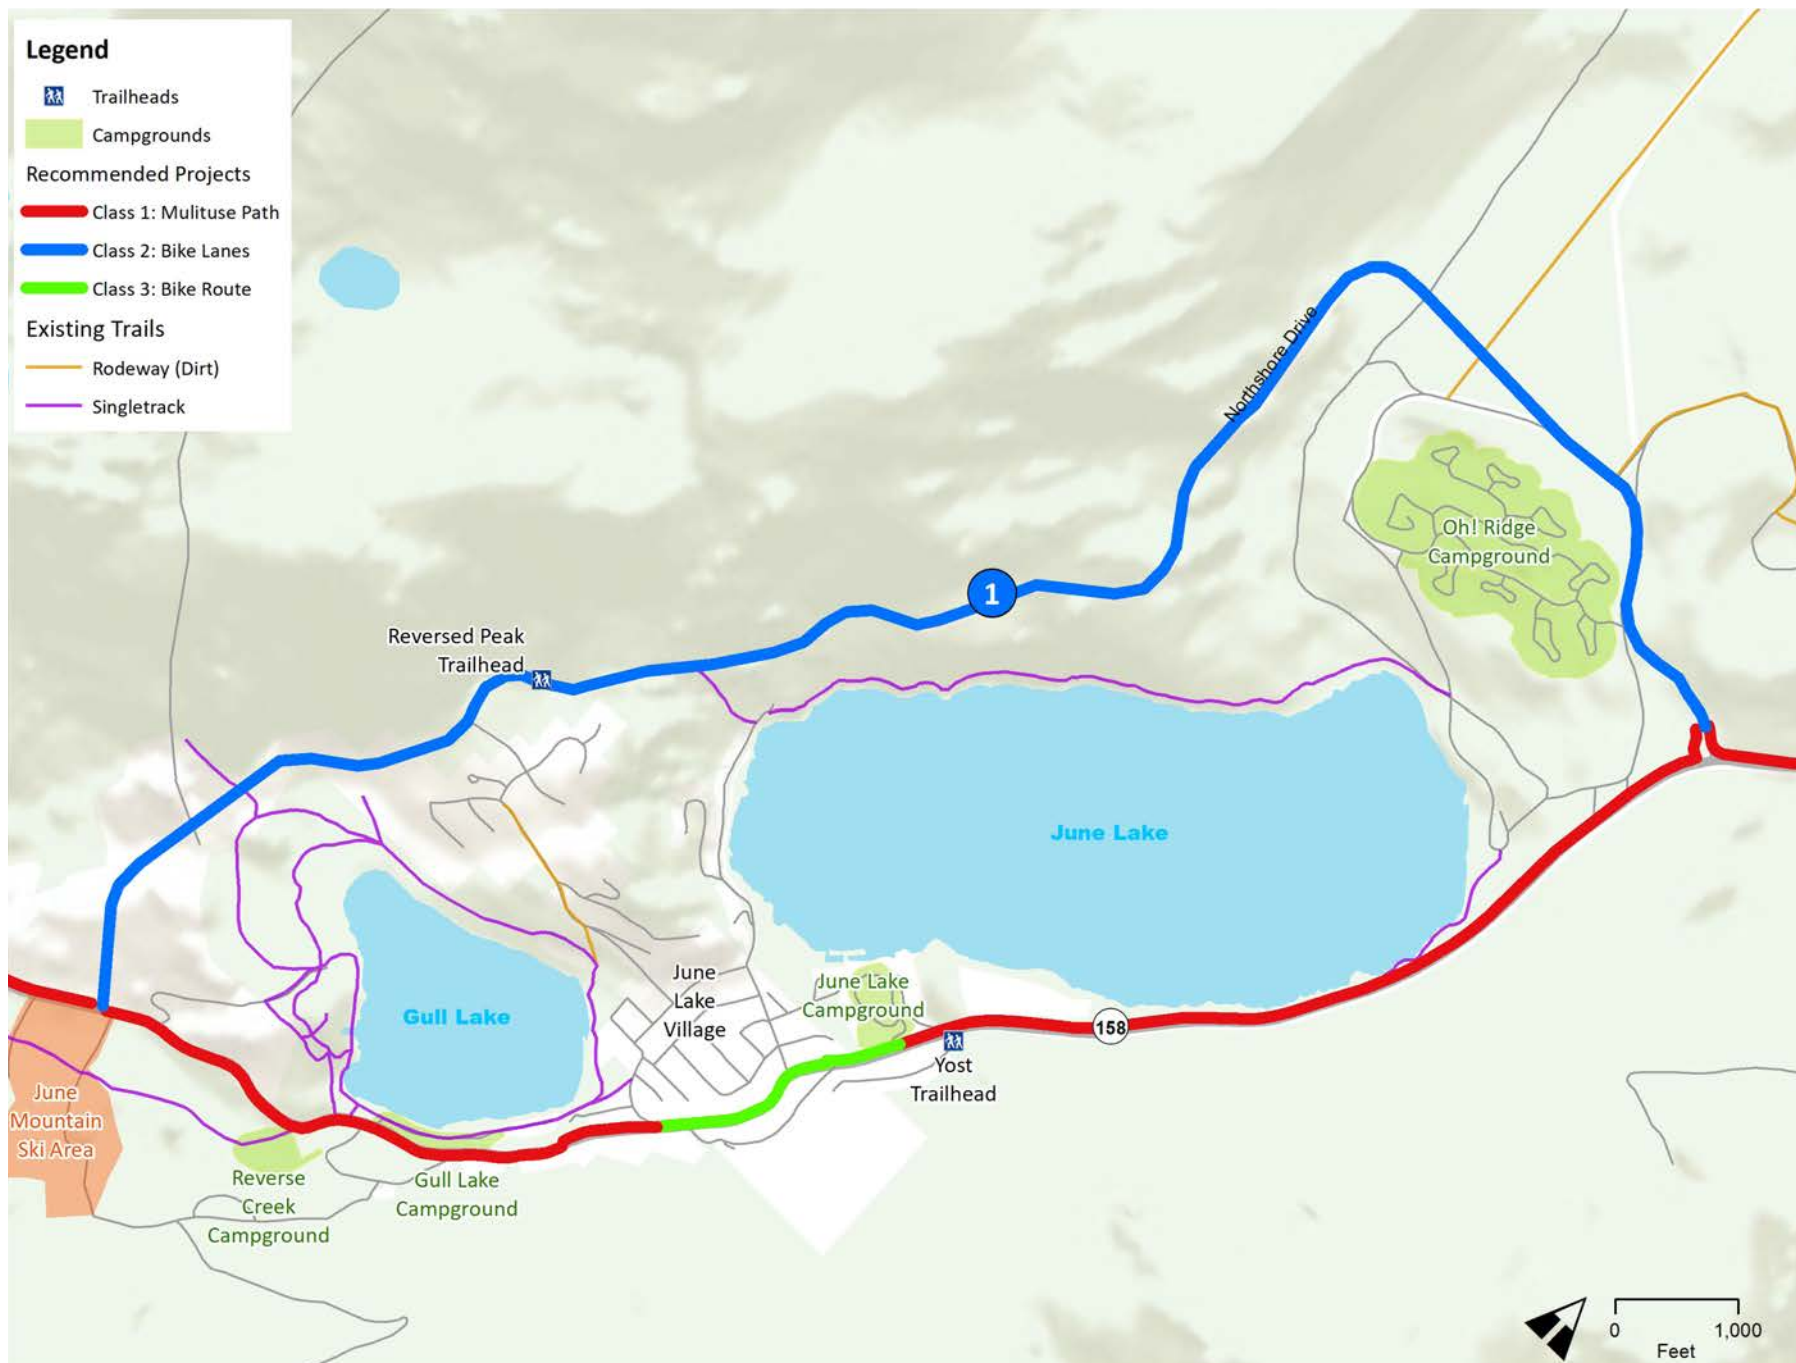 Legend
Trailheads
Campgrounds
Recommended Projects
Class 1: Mulituse Path
Class 2: Bike Lanes
Class 3: Bike Route
Existing Trails
Rodeway (Dirt)
Singletrack
Northshore Drive
Oh! Ridge
Campground
1
Reversed Peak
Trailhead
June Lake
June
Lake
Village
June Lake
Campground
Gull Lake
158
Yost
Trailhead
June
Mountain
Ski Area
Reverse
Creek
Campground
Gull Lake
Campground
0
1,000
Feet